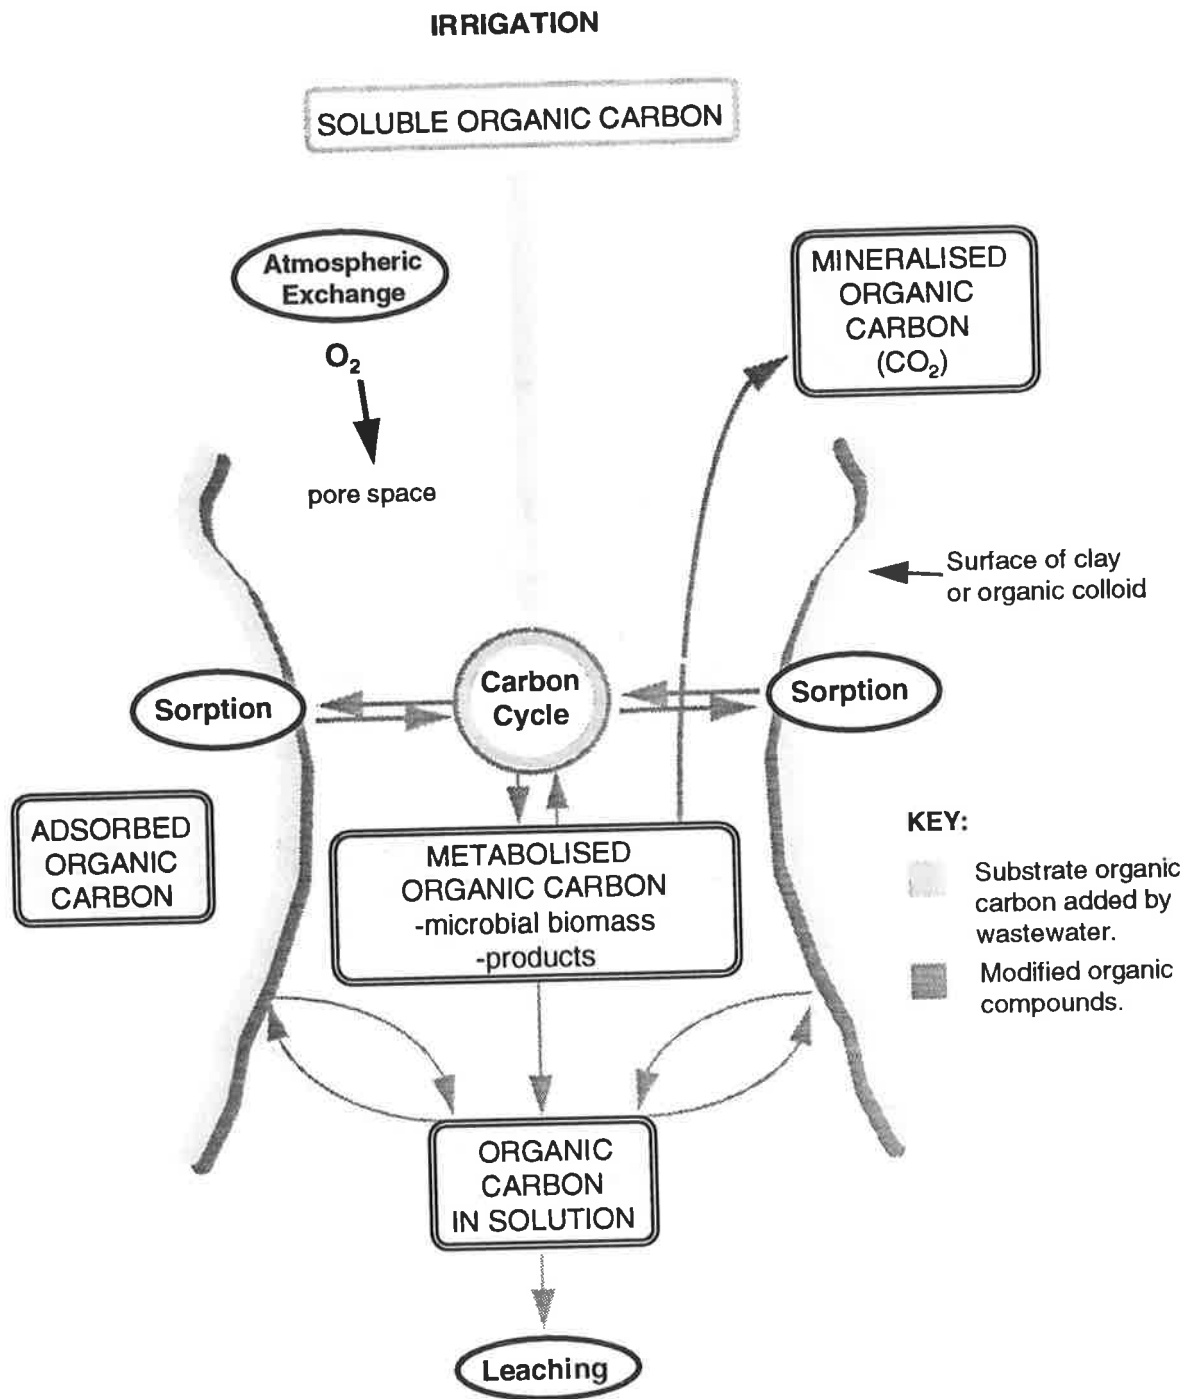 IRRIGATION
SOLUBLE ORGANIC CARBON
Atmospheric
Exchange
O₂
pore space
MINERALISED
ORGANIC
CARBON
(CO₂)
Surface of clay
or organic colloid
Sorption
Carbon
Cycle
Sorption
ADSORBED
ORGANIC
CARBON
METABOLISED
ORGANIC CARBON
-microbial biomass
-products
KEY:
Substrate organic
carbon added by
wastewater.
Modified organic
compounds.
ORGANIC
CARBON
IN SOLUTION
Leaching